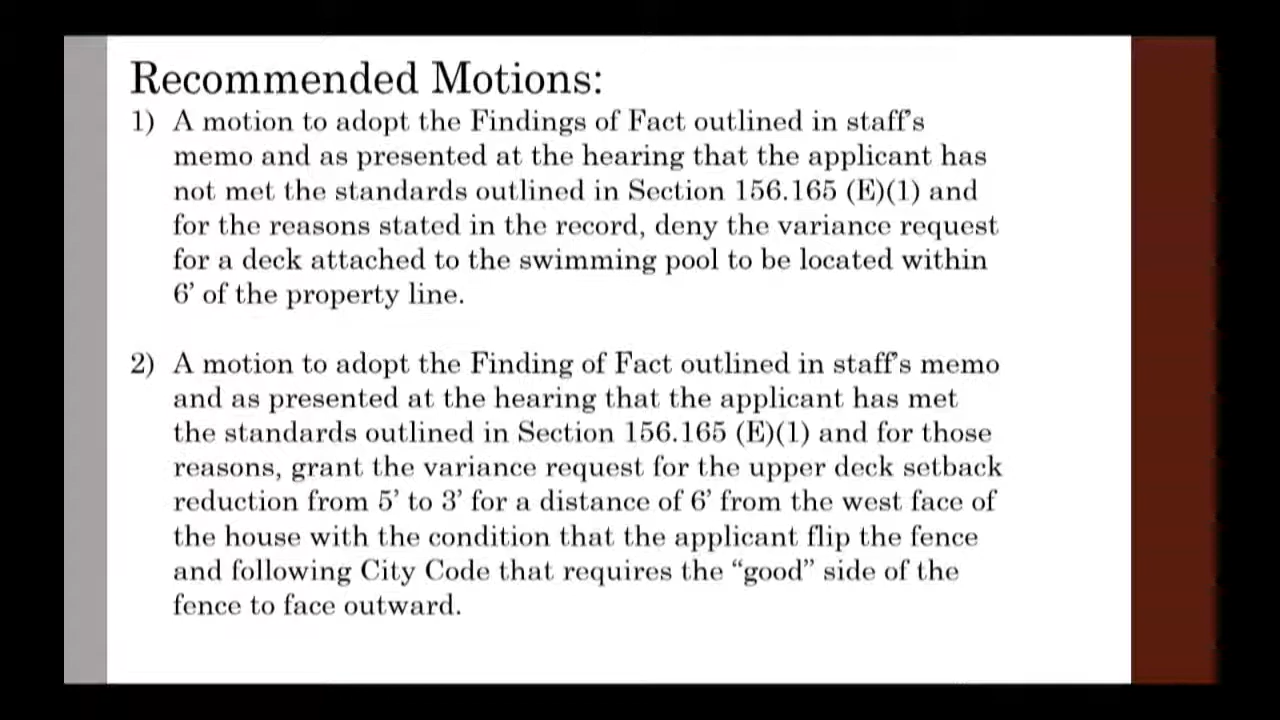 Recommended Motions:
1) A motion to adopt the Findings of Fact outlined in staff's
memo and as presented at the hearing that the applicant has
not met the standards outlined in Section 156.165 (E)(1) and
for the reasons stated in the record, deny the variance request
for a deck attached to the swimming pool to be located within
6’ of the property line.
2) A motion to adopt the Finding of Fact outlined in staff's memo
and as presented at the hearing that the applicant has met
the standards outlined in Section 156.165 (E)(1) and for those
reasons, grant the variance request for the upper deck setback
reduction from 5’ to 3’ for a distance of 6’ from the west face of
the house with the condition that the applicant flip the fence
and following City Code that requires the “good” side of the
fence to face outward.